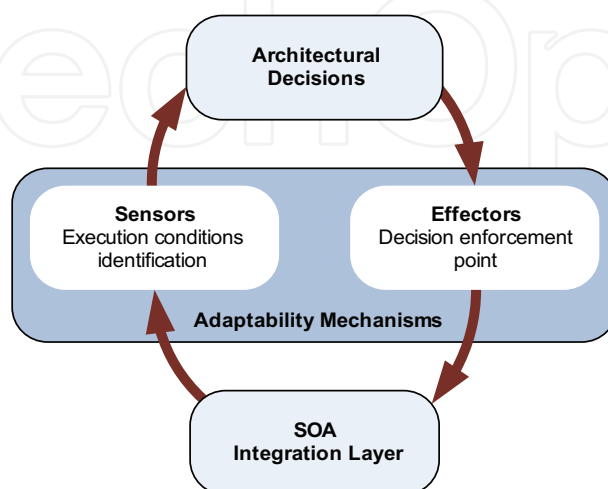 Architectural
Decisions
Sensors
Execution conditions
identification
Effectors
Decision enforcement
point
Adaptability Mechanisms
SOA
Integration Layer